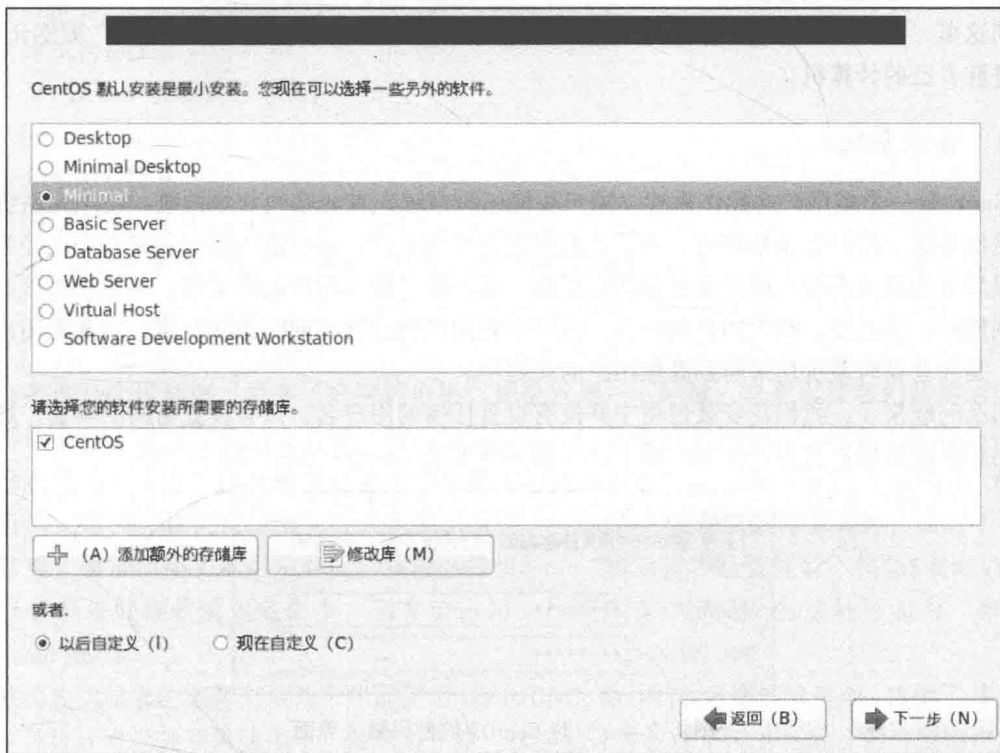 CentOS 默认安装是最小安装。您现在可以选择一些另外的软件。
Desktop
Minimal Desktop
Minimal
Basic Server
Database Server
Web Server
Virtual Host
Software Development Workstation
请选择您的软件安装所需要的存储库。
CentOS
(A) 添加额外的存储库 修改库 (M)
或者.
以后自定义 (l) 现在自定义 (C)
返回 (B) 下一步 (N)